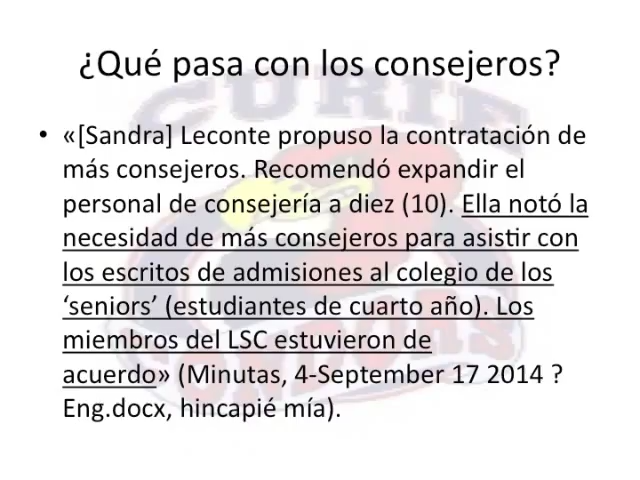 ¿Qué pasa con los consejeros?
• «[Sandra] Leconte propuso la contratación de
más consejeros. Recomendó expandir el
personal de consejería a diez (10). Ella notó la
necesidad de más consejeros para asistir con
los escritos de admisiones al colegio de los
‘seniors’ (estudiantes de cuarto año). Los
miembros del LSC estuvieron de
acuerdo» (Minutas, 4-September 17 2014 ?
Eng.docx, hincapié mía).
CURIE
CONDORS